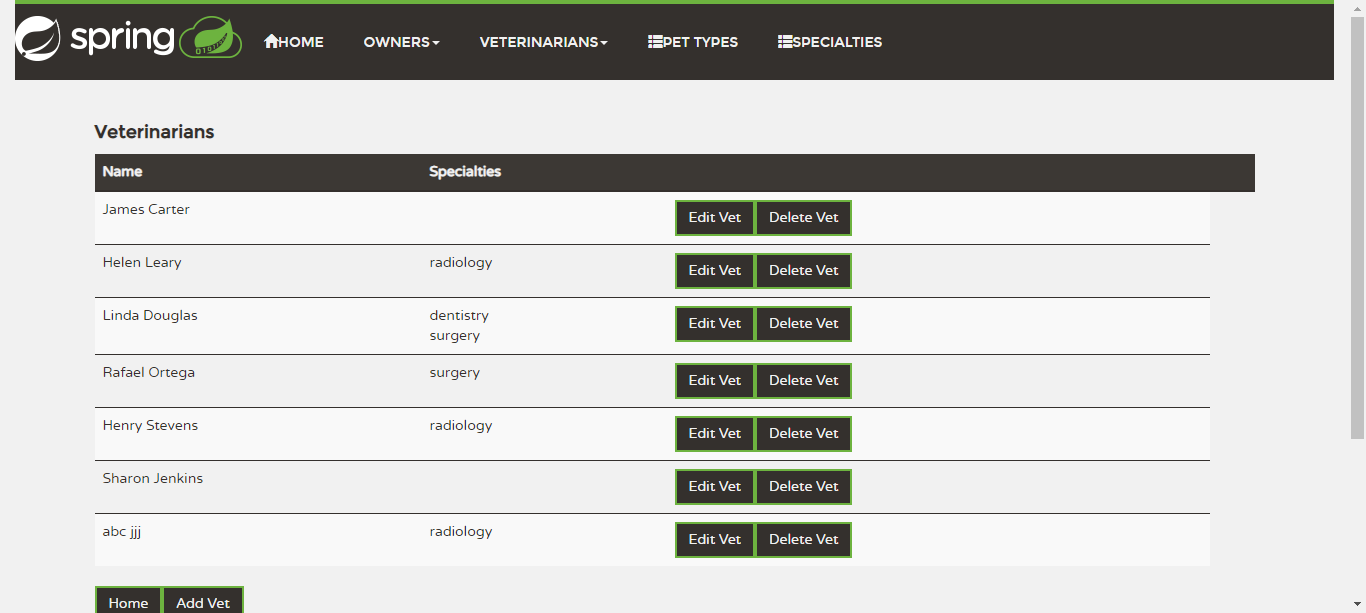 spring HOME OWNERS VETERINARIANS PET TYPES SPECIALTIES
Veterinarians
Name Specialties
James Carter Edit Vet Delete Vet
Helen Leary radiology Edit Vet Delete Vet
Linda Douglas dentistry Edit Vet Delete Vet
surgery
Rafael Ortega surgery Edit Vet Delete Vet
Henry Stevens radiology Edit Vet Delete Vet
Sharon Jenkins Edit Vet Delete Vet
abc jjj radiology Edit Vet Delete Vet
Home Add Vet